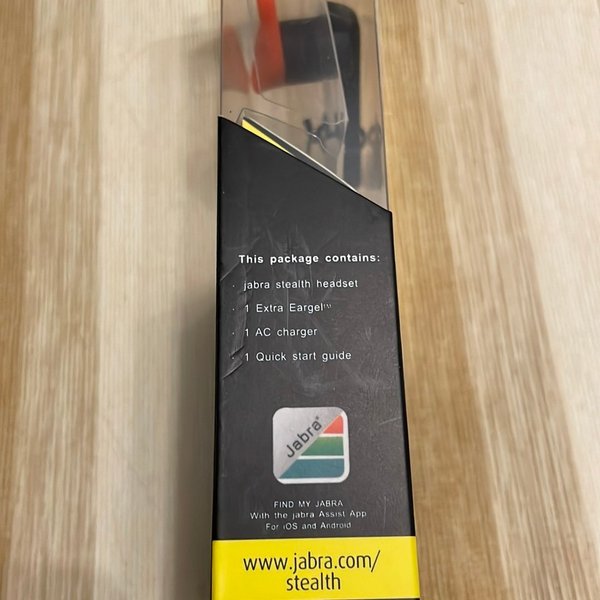 This package contains:
· jabra stealth headset
· 1 Extra Eargel™
· 1 AC charger
· 1 Quick start guide
Jabra®
FIND MY JABRA
With the jabra Assist App
For iOS and Android
www.jabra.com/
stealth